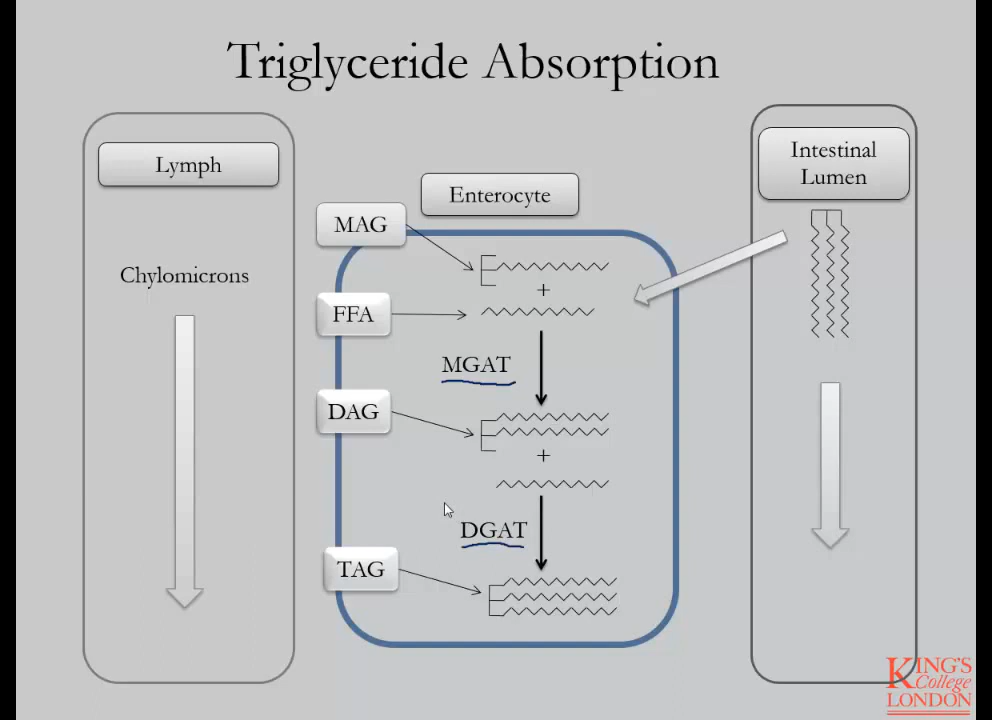 Triglyceride Absorption
Lymph
Chylomicrons
Enterocyte
MAG
+
FFA
MGAT
DAG
+
DGAT
TAG
Intestinal
Lumen
KING'S
College
LONDON